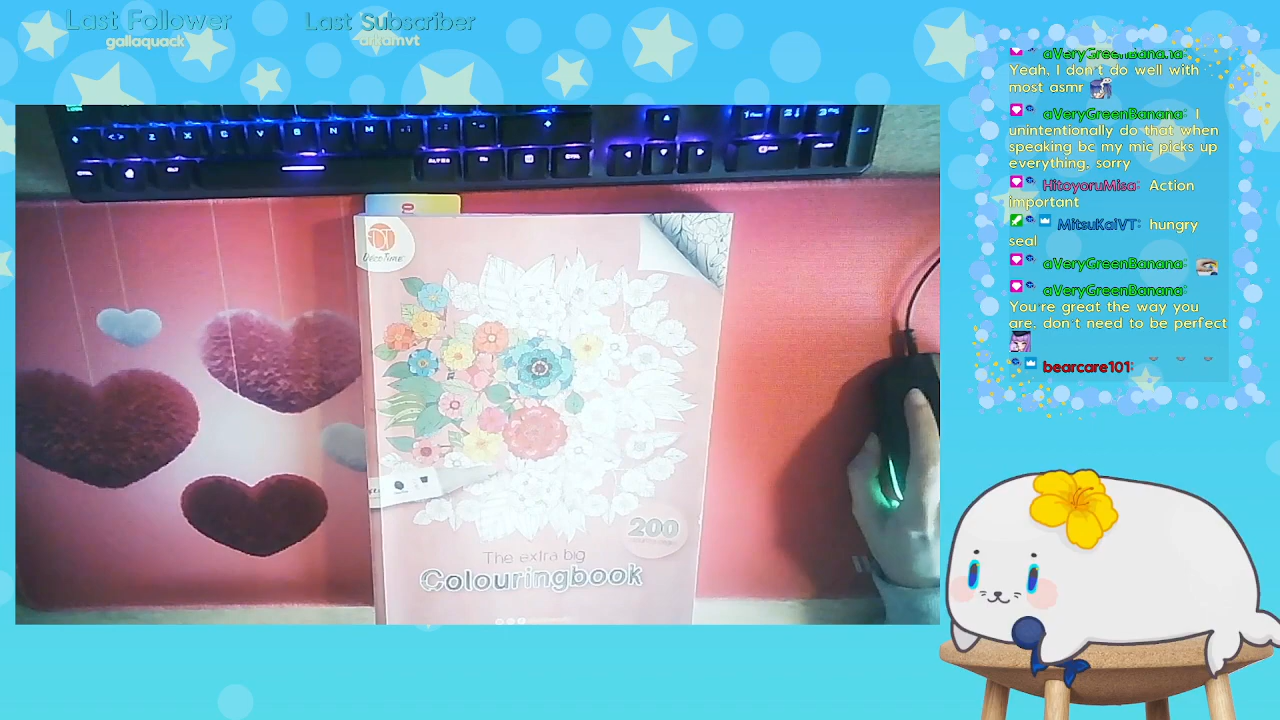 Last Follower
gallaquack
Last Subscriber
aVeryGreenBanana:
Yeah, I don't do well with
most asmr
aVeryGreenBanana: I
unintentionally do that when
speaking bc my mic picks up
everything, sorry
HitoyoruMisa: Action
important
MitsuKaiVT: hungry
seal
aVeryGreenBanana:
aVeryGreenBanana:
You're great the way you
are, don't need to be perfect
bearcare101:
Z X C V B N M
DT
200
The extra big
Colouringbook